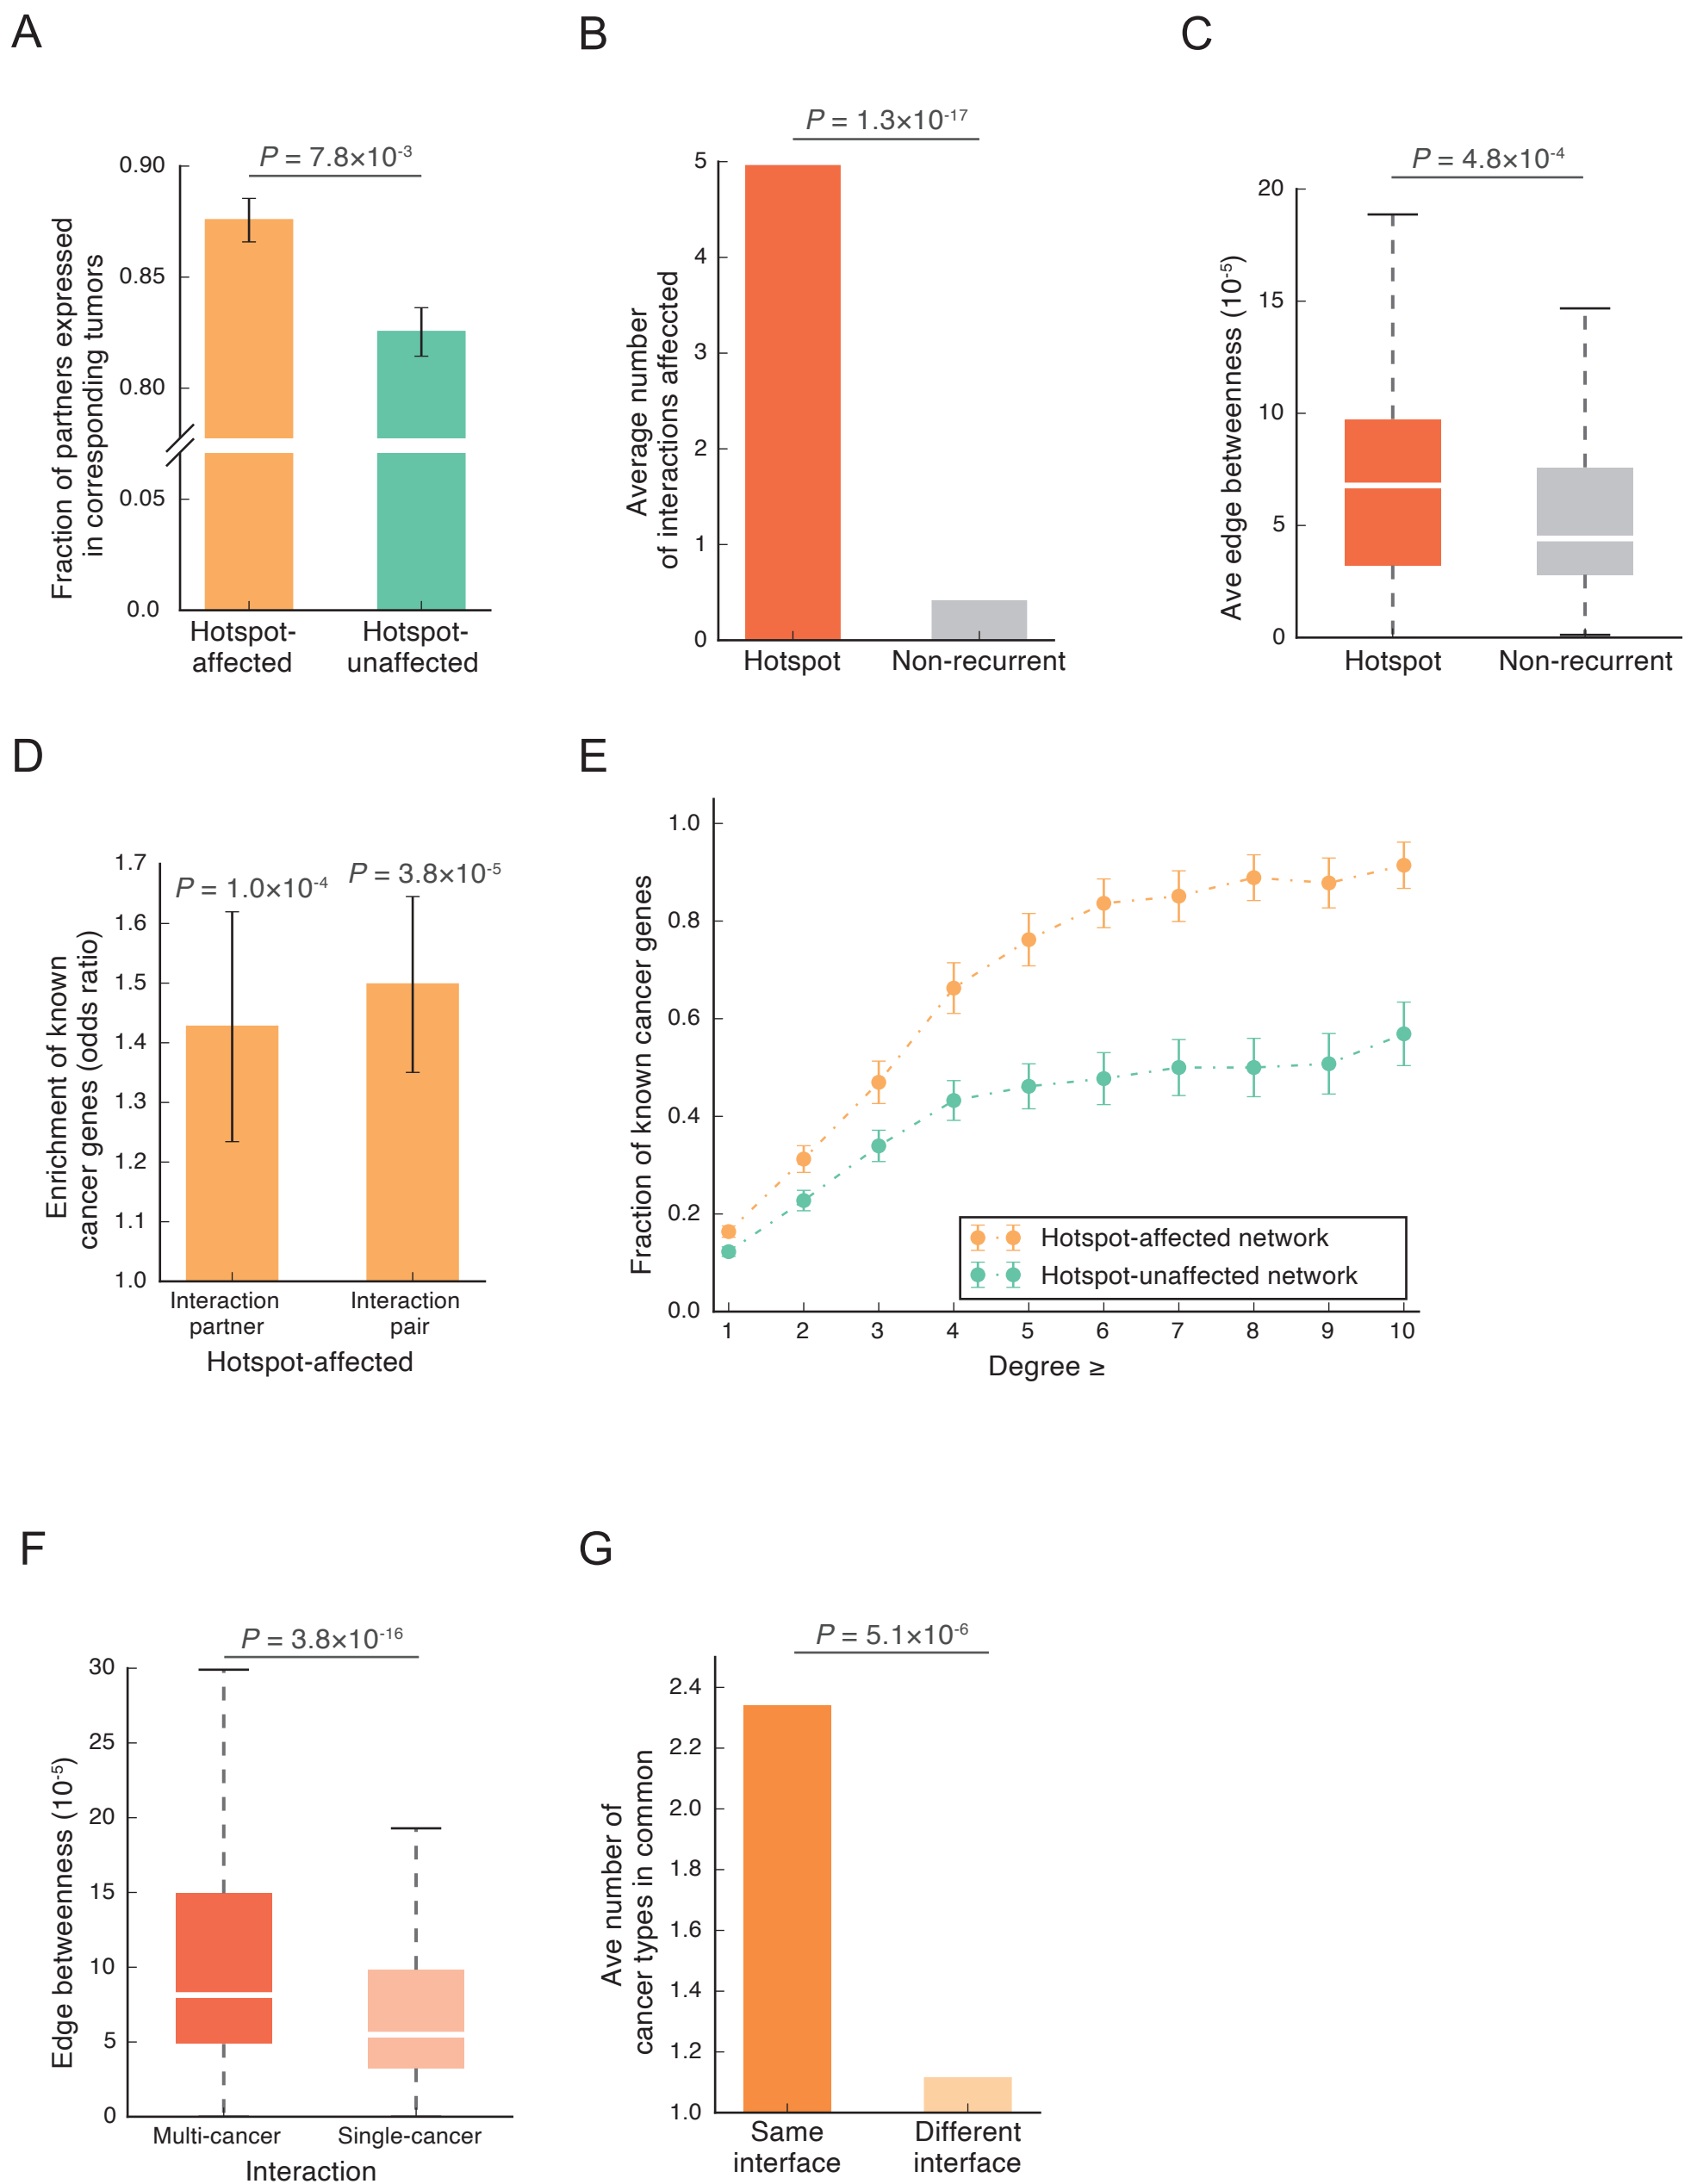 A
P = 7.8×10-3
Fraction of partners expressed
in corresponding tumors
0.90
0.85
0.80
0.05
0.0
Hotspot-
affected
Hotspot-
unaffected
B
P = 1.3×10-17
Average number
of interactions affeccted
5
4
3
2
1
0
Hotspot
Non-recurrent
C
P = 4.8×10-4
Ave edge betweenness (10-5)
20
15
10
5
0
Hotspot
Non-recurrent
D
P = 1.0×10-4
P = 3.8×10-5
Enrichment of known
cancer genes (odds ratio)
1.7
1.6
1.5
1.4
1.3
1.2
1.1
1.0
Interaction
partner
Interaction
pair
Hotspot-affected
E
Fraction of known cancer genes
1.0
0.8
0.6
0.4
0.2
0.0
Hotspot-affected network
Hotspot-unaffected network
1 2 3 4 5 6 7 8 9 10
Degree ≥
F
P = 3.8×10-16
Edge betweenness (10-5)
30
25
20
15
10
5
0
Multi-cancer
Single-cancer
Interaction
G
P = 5.1×10-6
Ave number of
cancer types in common
2.4
2.2
2.0
1.8
1.6
1.4
1.2
1.0
Same
interface
Different
interface